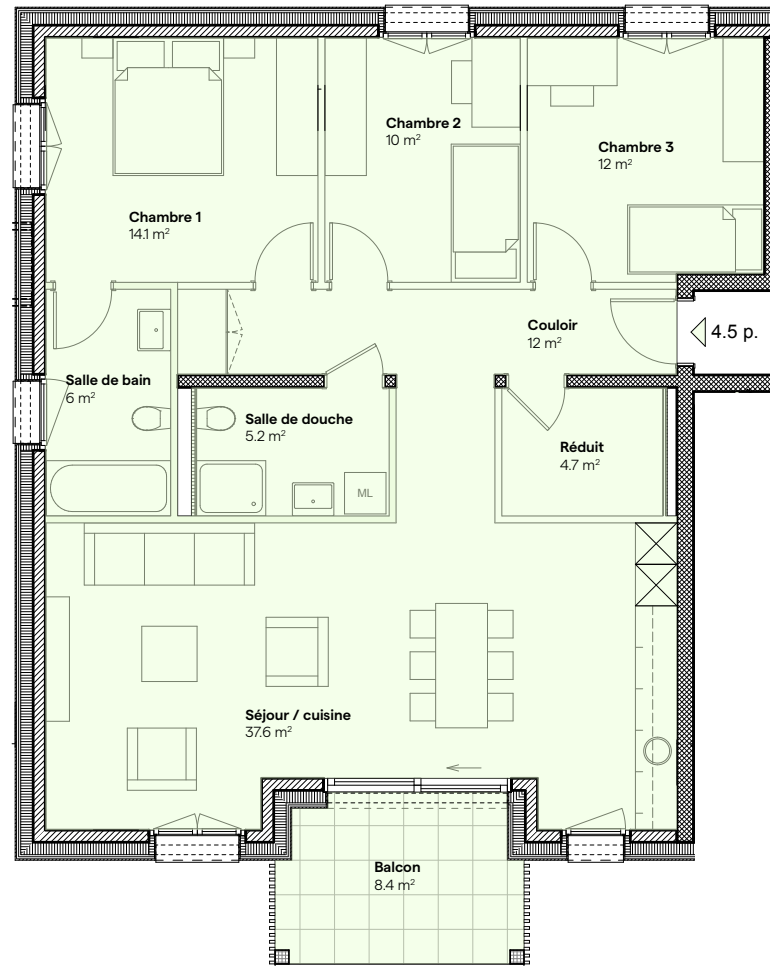 Chambre 2
10 m²
Chambre 3
12 m²
Chambre 1
14.1 m²
Couloir
12 m²
4.5 p.
Salle de bain
6 m²
Salle de douche
5.2 m²
Réduit
4.7 m²
ML
Séjour / cuisine
37.6 m²
Balcon
8.4 m²